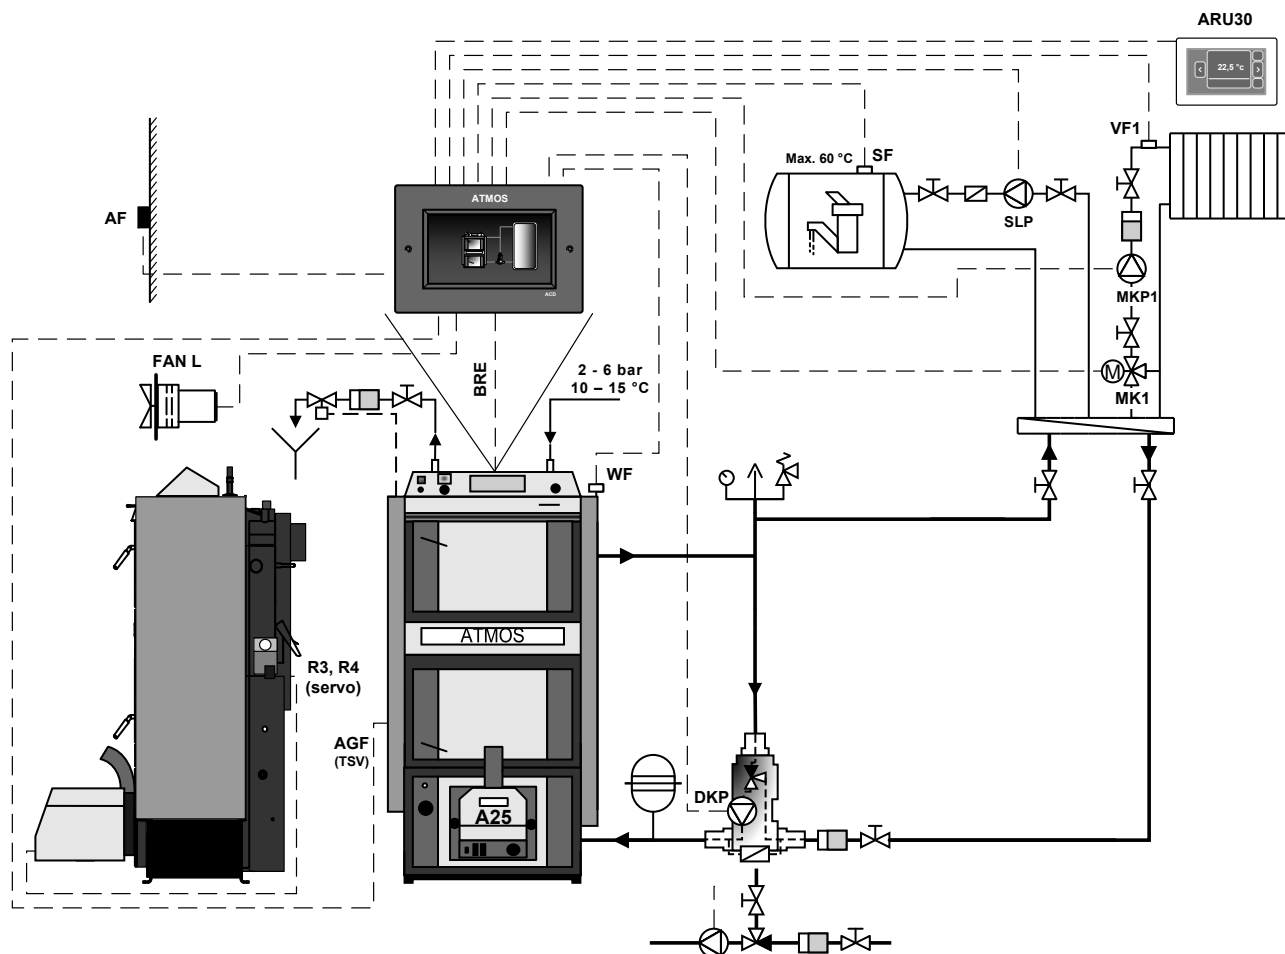 ARU30
22,5 °c
VF1
Max. 60 °C
SF
ATMOS
AF
SLP
ACD
MKP1
FAN L
BRE
2 - 6 bar
10 – 15 °C
M
MK1
WF
ATMOS
R3, R4
(servo)
AGF
(TSV)
DKP
A25